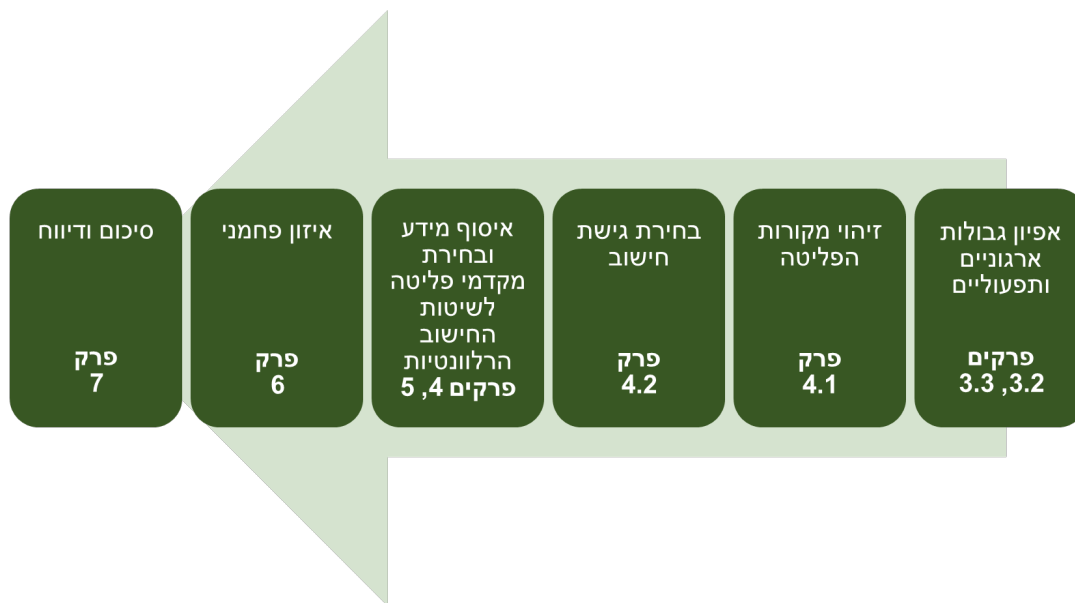 אפיון גבולות
ארגוניים
ותפעוליים
פרקים
3.2, 3.3
זיהוי מקורות
הפליטה
פרק
4.1
בחירת גישת
חישוב
פרק
4.2
איסוף מידע
ובחירת
מקדמי פליטה
לשיטות
החישוב
הרלוונטיות
פרקים 4, 5
איזון פחמני
פרק
6
סיכום ודיווח
פרק
7